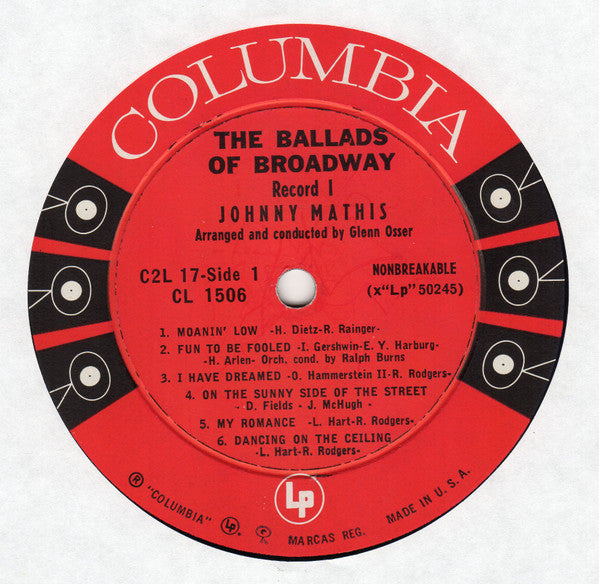 COLUMBIA
THE BALLADS
OF BROADWAY
Record 1
JOHNNY MATHIS
Arranged and conducted by Glenn Osser
C2L 17-Side 1
CL 1506
NONBREAKABLE
(x"Lp" 50245)
1. MOANIN' LOW -H. Dietz-R. Rainger-
2. FUN TO BE FOOLED -I. Gershwin-E. Y. Harburg-
-H. Arlen- Orch. cond. by Ralph Burns
3. I HAVE DREAMED -O. Hammerstein II-R. Rodgers-
4. ON THE SUNNY SIDE OF THE STREET
- D. Fields - J. McHugh -
5. MY ROMANCE -L. Hart-R. Rodgers-
6. DANCING ON THE CEILING
-L. Hart-R. Rodgers-
Lp
® "COLUMBIA" Lp MARCAS REG. MADE IN U. S. A.